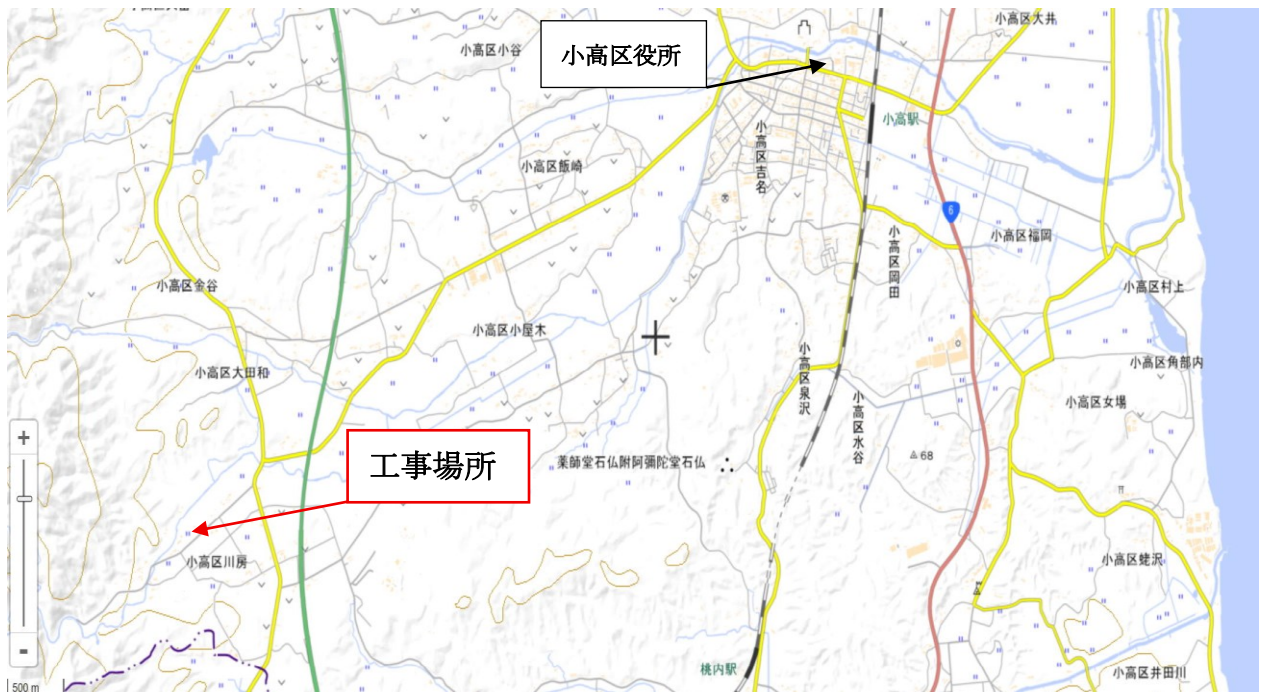 小高区大井
小高区役所
小高区小谷
小高駅
小高区吉名
小高区飯崎
6
小高区岡田
小高区福岡
小高区金谷
小高区村上
小高区小屋木
小高区泉沢
小高区角部内
小高区大田和
小高区水谷
小高区女場
工事場所
薬師堂石仏附阿彌陀堂石仏
68
小高区川房
小高区蛯沢
桃内駅
小高区井田川
+
-
500 m